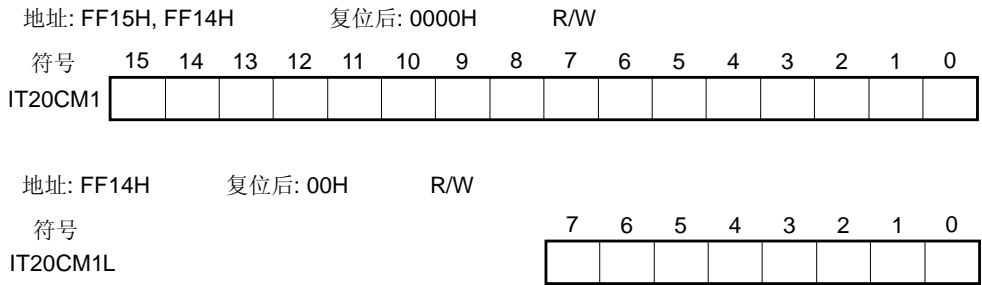 地址: FF15H, FF14H 复位后: 0000H R/W
符号 15 14 13 12 11 10 9 8 7 6 5 4 3 2 1 0
IT20CM1
地址: FF14H 复位后: 00H R/W
符号 7 6 5 4 3 2 1 0
IT20CM1L